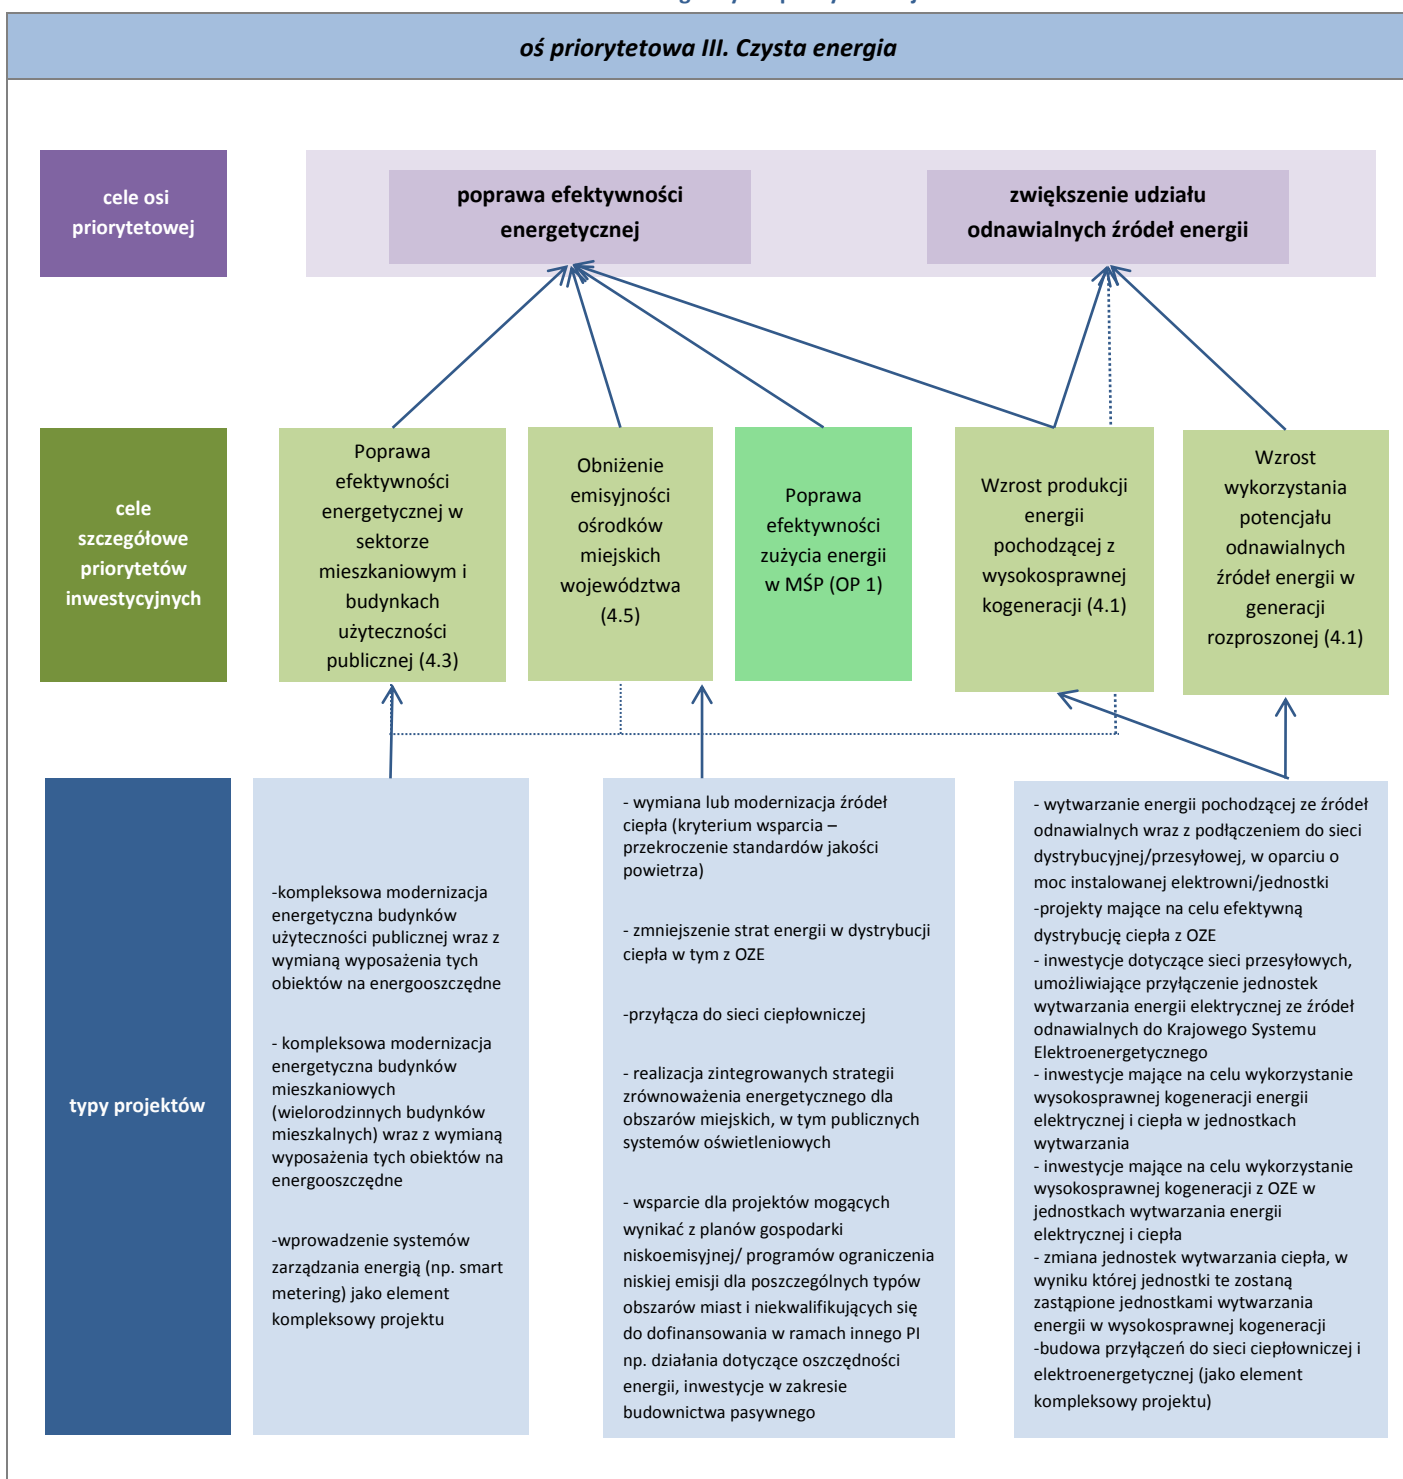 oś priorytetowa III. Czysta energia
cele osi
priorytetowej
poprawa efektywności
energetycznej
zwiększenie udziału
odnawialnych źródeł energii
cele
szczegółowe
priorytetów
inwestycyjnych
Poprawa
efektywności
energetycznej w
sektorze
mieszkaniowym i
budynkach
użyteczności
publicznej (4.3)
Obniżenie
emisyjności
ośrodków
miejskich
województwa
(4.5)
Poprawa
efektywności
zużycia energii
w MŚP (OP 1)
Wzrost produkcji
energii
pochodzącej z
wysokosprawnej
kogeneracji (4.1)
Wzrost
wykorzystania
potencjału
odnawialnych
źródeł energii w
generacji
rozproszonej (4.1)
typy projektów
-kompleksowa modernizacja
energetyczna budynków
użyteczności publicznej wraz z
wymianą wyposażenia tych
obiektów na energooszczędne
- kompleksowa modernizacja
energetyczna budynków
mieszkaniowych
(wielorodzinnych budynków
mieszkalnych) wraz z wymianą
wyposażenia tych obiektów na
energooszczędne
-wprowadzenie systemów
zarządzania energią (np. smart
metering) jako element
kompleksowy projektu
- wymiana lub modernizacja źródeł
ciepła (kryterium wsparcia –
przekroczenie standardów jakości
powietrza)
- zmniejszenie strat energii w dystrybucji
ciepła w tym z OZE
-przyłącza do sieci ciepłowniczej
- realizacja zintegrowanych strategii
zrównoważenia energetycznego dla
obszarów miejskich, w tym publicznych
systemów oświetleniowych
- wsparcie dla projektów mogących
wynikać z planów gospodarki
niskoemisyjnej/ programów ograniczenia
niskiej emisji dla poszczególnych typów
obszarów miast i niekwalifikujących się
do dofinansowania w ramach innego PI
np. działania dotyczące oszczędności
energii, inwestycje w zakresie
budownictwa pasywnego
- wytwarzanie energii pochodzącej ze źródeł
odnawialnych wraz z podłączeniem do sieci
dystrybucyjnej/przesyłowej, w oparciu o
moc instalowanej elektrowni/jednostki
-projekty mające na celu efektywną
dystrybucję ciepła z OZE
- inwestycje dotyczące sieci przesyłowych,
umożliwiające przyłączenie jednostek
wytwarzania energii elektrycznej ze źródeł
odnawialnych do Krajowego Systemu
Elektroenergetycznego
- inwestycje mające na celu wykorzystanie
wysokosprawnej kogeneracji energii
elektrycznej i ciepła w jednostkach
wytwarzania
- inwestycje mające na celu wykorzystanie
wysokosprawnej kogeneracji z OZE w
jednostkach wytwarzania energii
elektrycznej i ciepła
- zmiana jednostek wytwarzania ciepła, w
wyniku której jednostki te zostaną
zastąpione jednostkami wytwarzania
energii w wysokosprawnej kogeneracji
-budowa przyłączeń do sieci ciepłowniczej i
elektroenergetycznej (jako element
kompleksowy projektu)